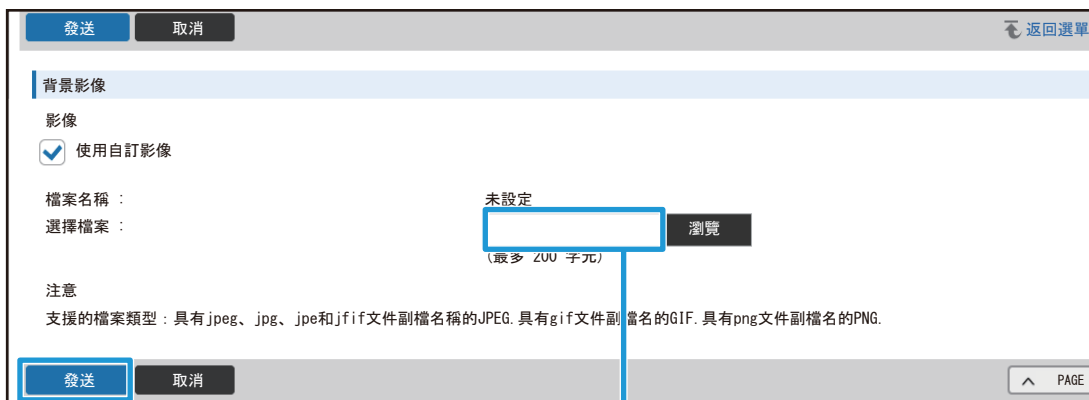 發送 取消 返回選單
背景影像
影像
使用自訂影像
檔案名稱 : 未設定
選擇檔案 : 瀏覽
(最多 200 字元)
注意
支援的檔案類型 : 具有jpeg、jpg、jpe和jfif文件副檔名稱的JPEG. 具有gif文件副檔名的GIF. 具有png文件副檔名的PNG.
發送 取消 PAGE